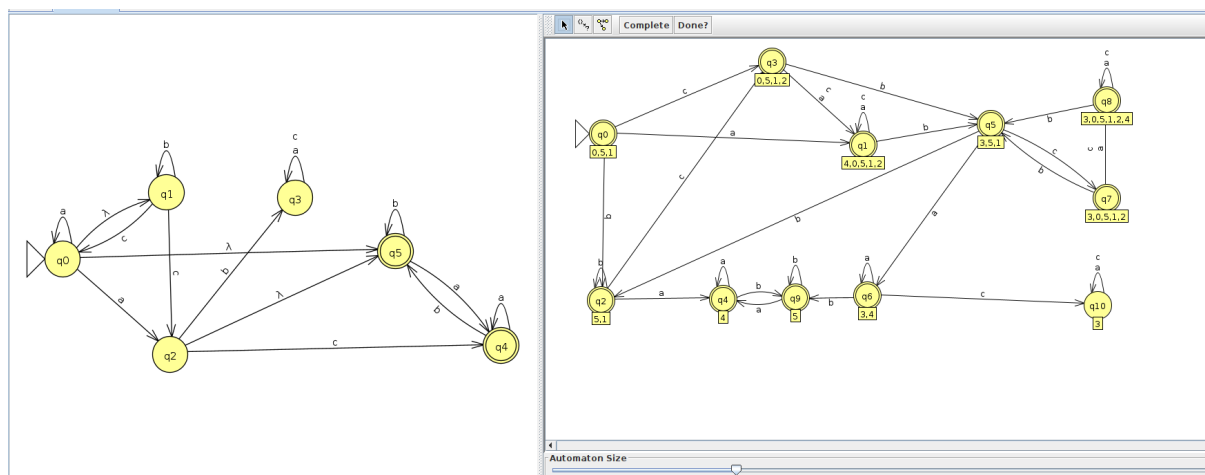 Complete Done?
b
c
a
q1
q3
a
λ
c
b
q0
λ
q5
c
a
b
a
λ
b
a
q2
c
q4
q3
0,5,1,2
c
b
c
a
c
a
q0
0,5,1
a
q1
4,0,5,1,2
b
q5
3,5,1
b
c
a
q8
3,0,5,1,2,4
c
a
c
b
q7
3,0,5,1,2
b
c
b
a
b
q2
5,1
a
a
q4
4
b
a
b
q9
5
b
a
q6
3,4
c
c
a
q10
3
Automaton Size